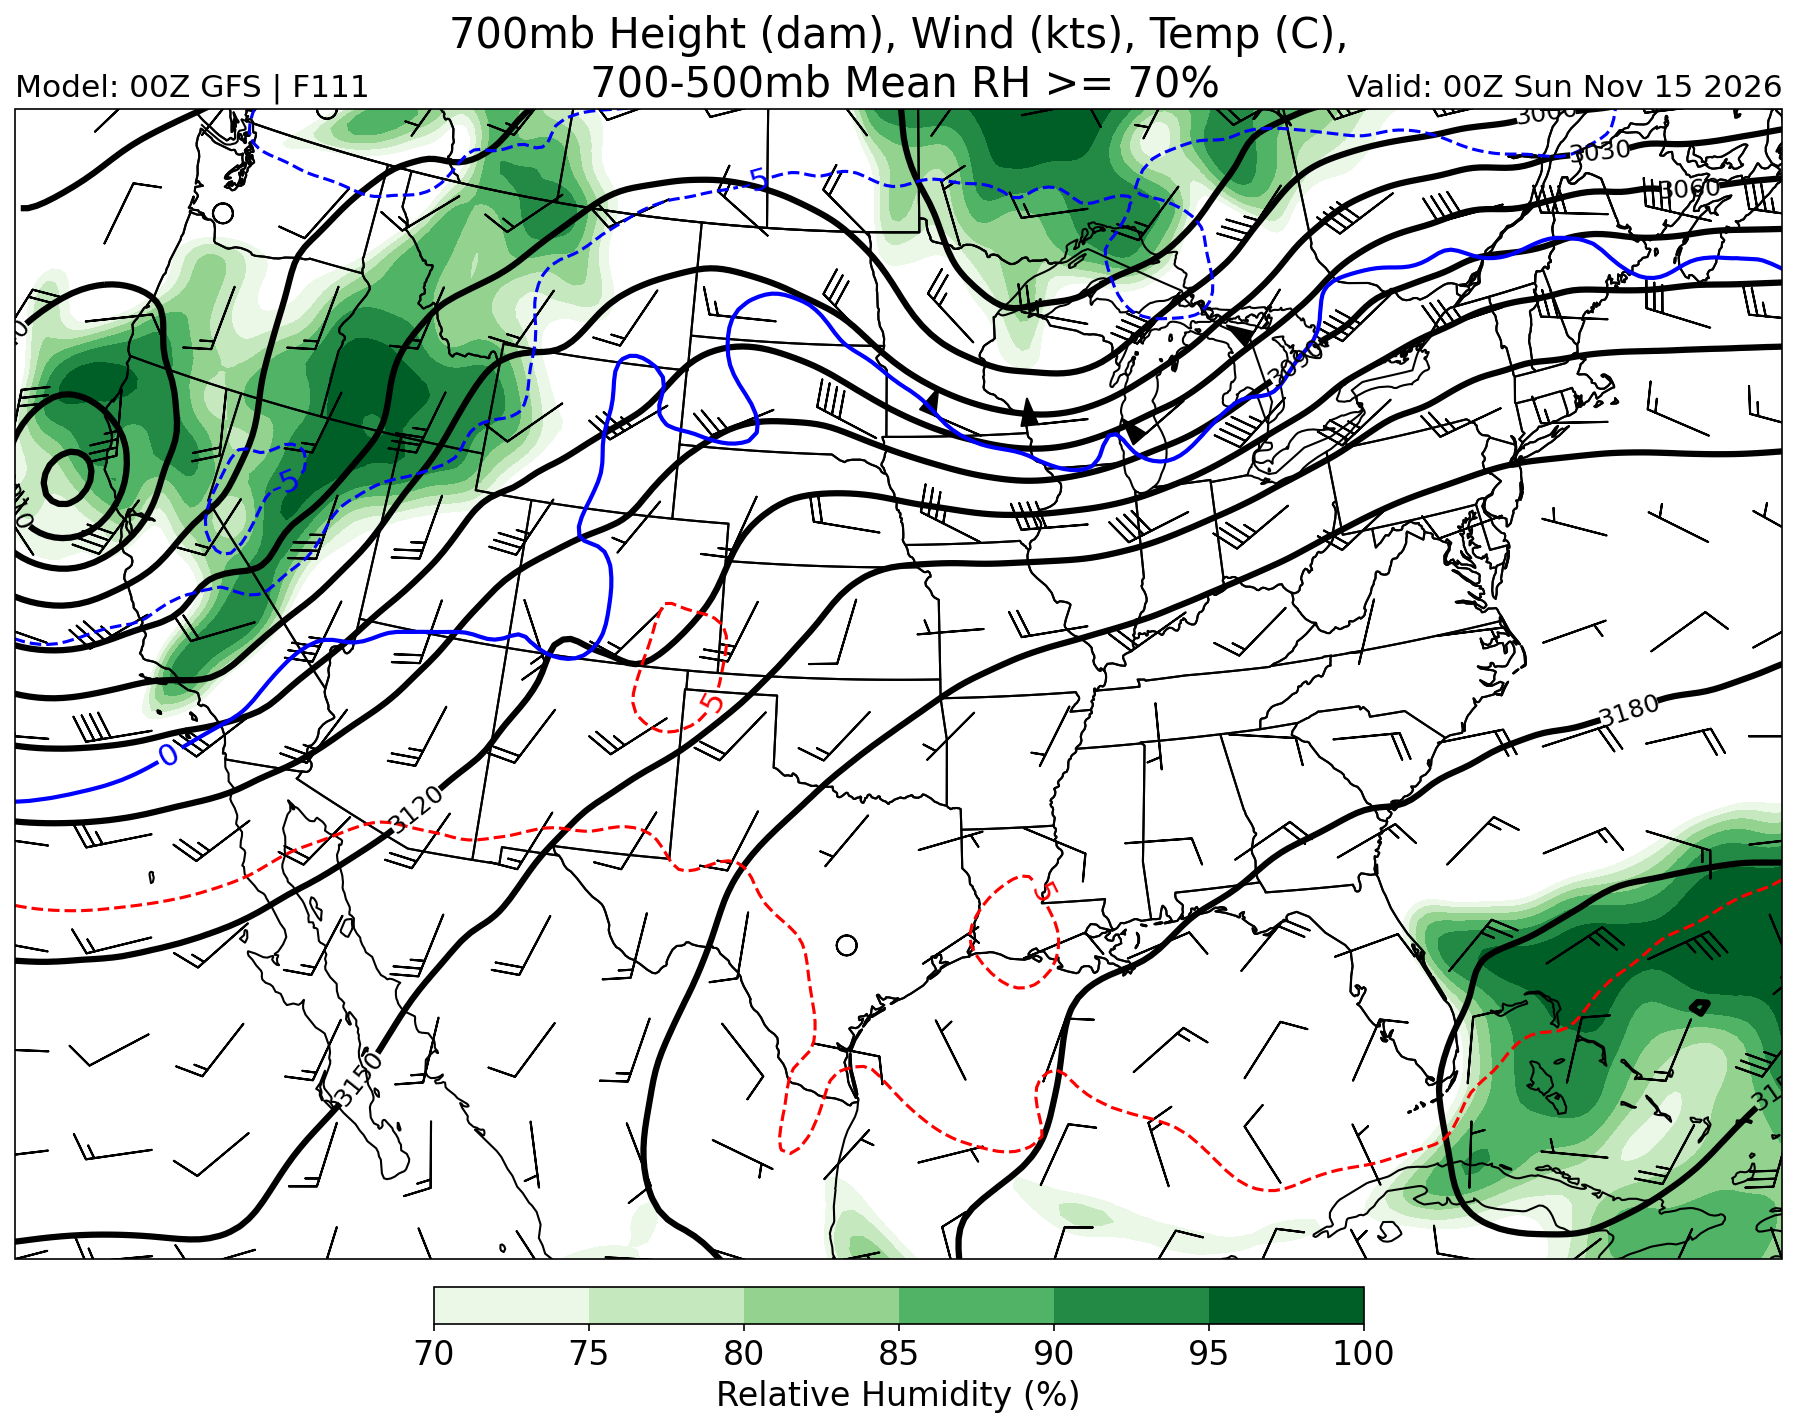 700mb Height (dam), Wind (kts), Temp (C),
700-500mb Mean RH >= 70%
Model: 00Z GFS | F111
Valid: 00Z Sun Nov 15 2026
3030
3060
-5
3090
-5
5
3180
0
3120
5
3150
70 75 80 85 90 95 100
Relative Humidity (%)